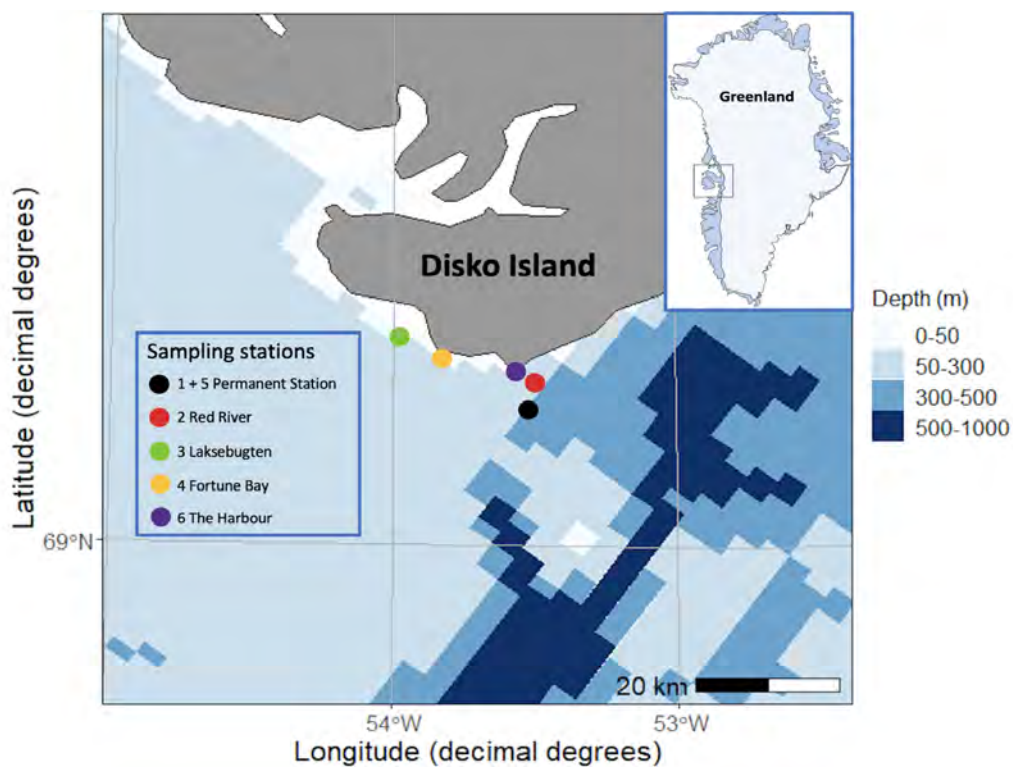 Greenland
Disko Island
Depth (m)
0-50
50-300
300-500
500-1000
Sampling stations
1 + 5 Permanent Station
2 Red River
3 Laksebugten
4 Fortune Bay
6 The Harbour
Latitude (decimal degrees)
69°N
20 km
54°W
53°W
Longitude (decimal degrees)